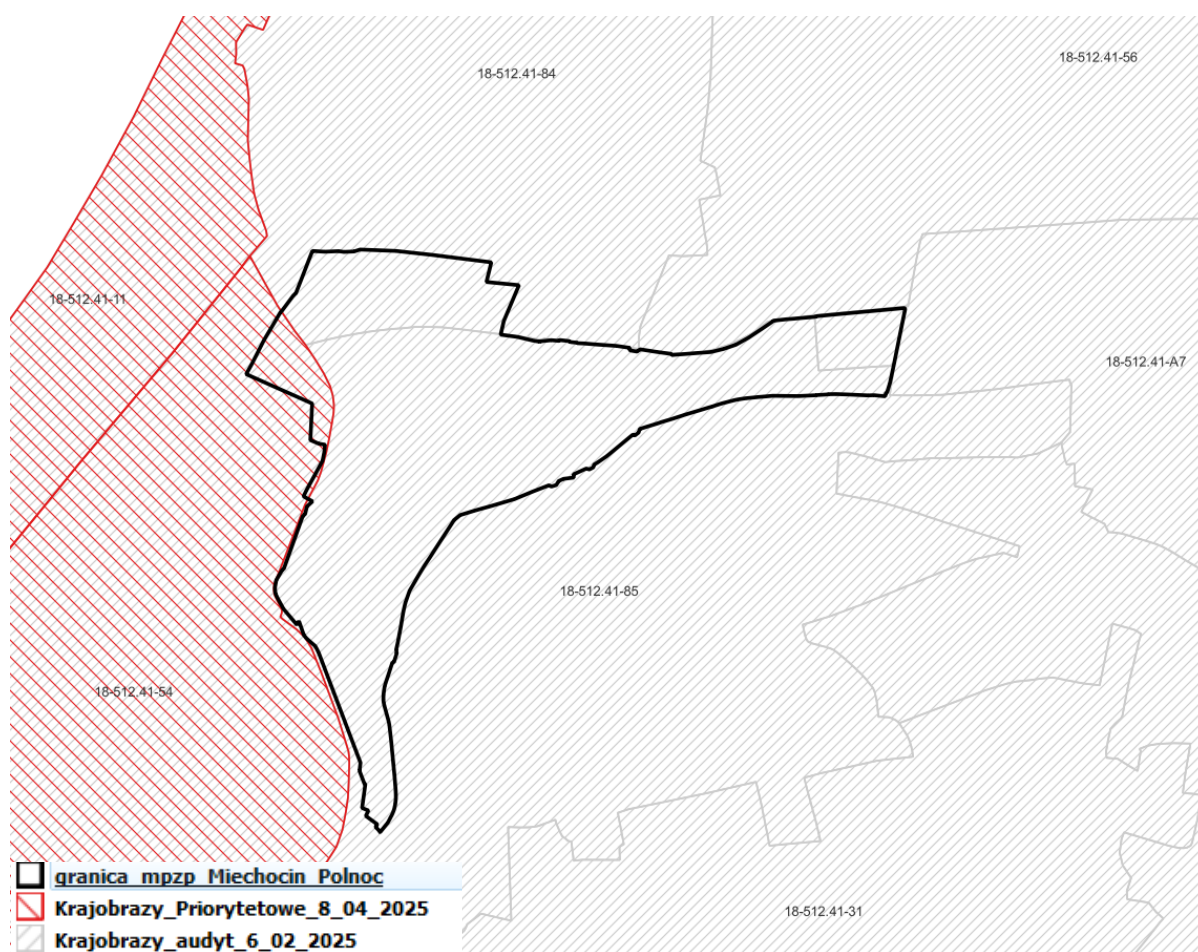 18-512.41-56
18-512.41-84
18-512.41-11
18-512.41-A7
18-512.41-85
18-512.41-54
18-512.41-31
granica_mpzp_Miechocin_Polnoc
Krajobrazy_Priorytetowe_8_04_2025
Krajobrazy_audyt_6_02_2025